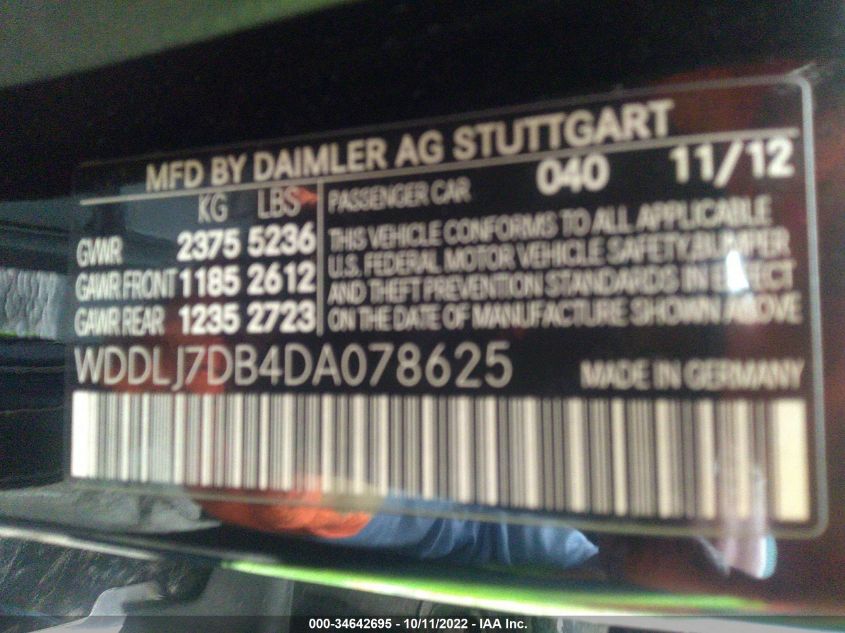 MFD BY DAIMLER AG STUTTGART
KG LBS
GVWR 2375 5236
GAWR FRONT 1185 2612
GAWR REAR 1235 2723
PASSENGER CAR 040 11/12
THIS VEHICLE CONFORMS TO ALL APPLICABLE
U.S. FEDERAL MOTOR VEHICLE SAFETY, BUMPER
AND THEFT PREVENTION STANDARDS IN EFFECT
ON THE DATE OF MANUFACTURE SHOWN ABOVE
WDDLJ7DB4DA078625
MADE IN GERMANY
000-34642695 - 10/11/2022 - IAA Inc.